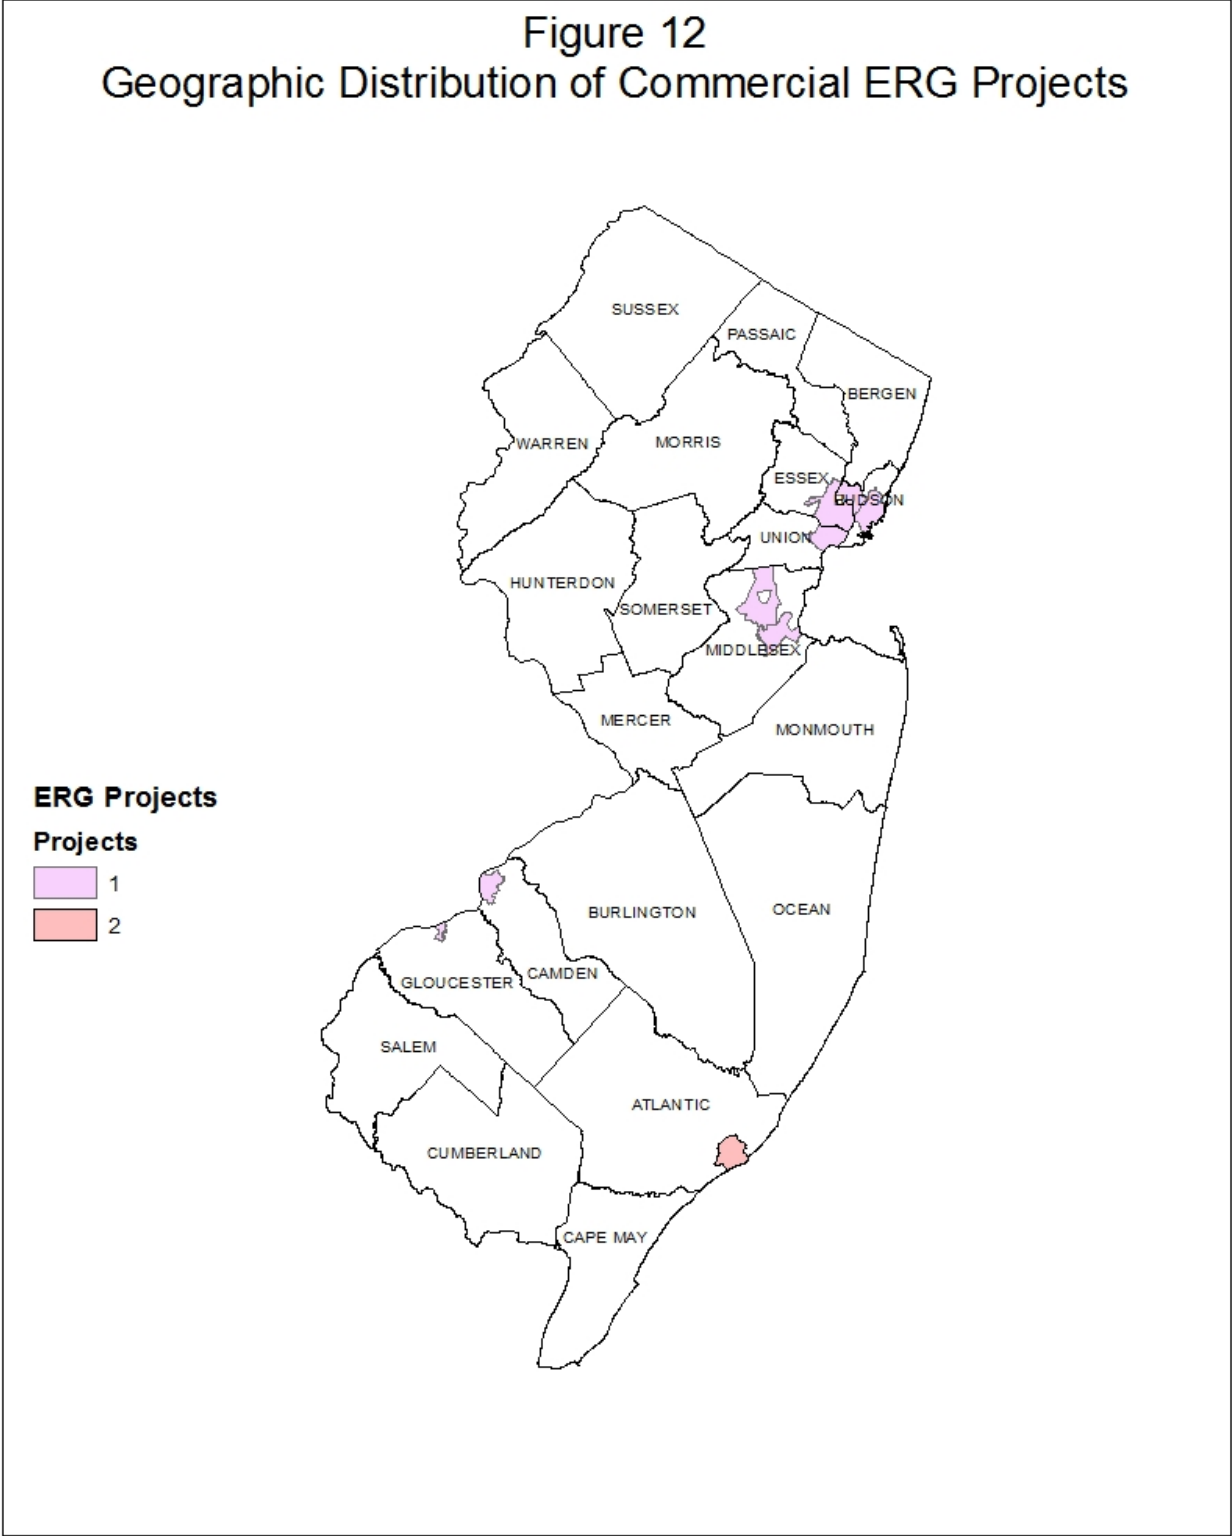 Figure 12
Geographic Distribution of Commercial ERG Projects
SUSSEX
PASSAIC
BERGEN
WARREN
MORRIS
ESSEX
HUDSON
UNION
HUNTERDON
SOMERSET
MIDDLESEX
MERCER
MONMOUTH
ERG Projects
Projects
1
2
BURLINGTON
OCEAN
CAMDEN
GLOUCESTER
SALEM
ATLANTIC
CUMBERLAND
CAPE MAY